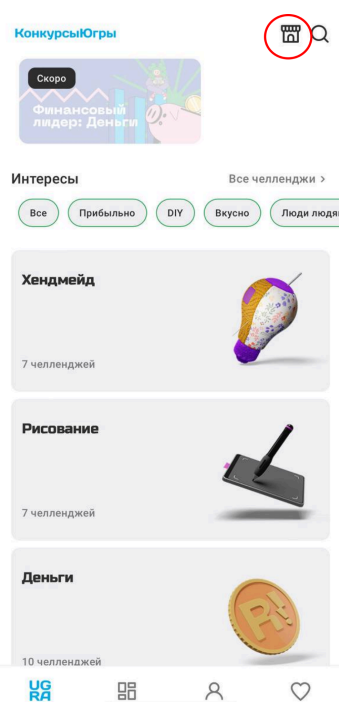 КонкурсыЮгры
Скоро
Финансовый
лидер: Деньги
Интересы
Все челленджи >
Все
Прибыльно
DIY
Вкусно
Люди людя
Хендмейд
7 челленджей
Рисование
7 челленджей
Деньги
10 челленджей
UG
RA